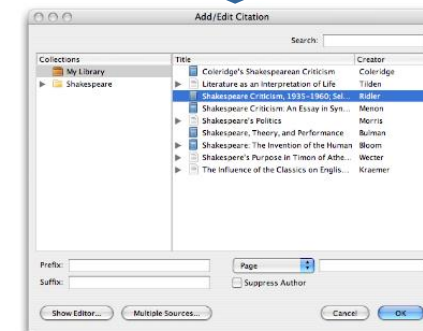 Add/Edit Citation
Search:
Collections Title Creator
My Library
Shakespeare
Coleridge's Shakespearean Criticism Coleridge
Literature as an Interpretation of Life Tilden
Shakespeare Criticism, 1935-1960; Sel... Ridler
Shakespeare Criticism: An Essay in Syn... Menon
Shakespeare's Politics Morris
Shakespeare, Theory, and Performance Bulman
Shakespeare: The Invention of the Human Bloom
Shakspere's Purpose in Timon of Athe... Wecter
The Influence of the Classics on Englis... Kraemer
Prefix: Page
Suffix: Suppress Author
Show Editor... Multiple Sources... Cancel OK